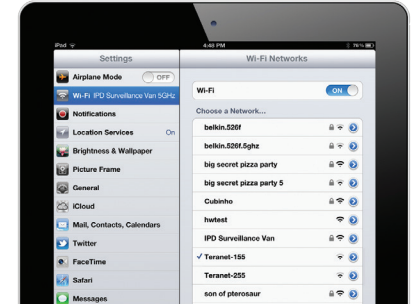 iPad 4:48 PM 76%
Settings
Airplane Mode OFF
Wi-Fi IPD Surveillance Van 5GHz
Notifications
Location Services On
Brightness & Wallpaper
Picture Frame
General
iCloud
Mail, Contacts, Calendars
Twitter
FaceTime
Safari
Messages
Wi-Fi Networks
Wi-Fi ON
Choose a Network...
belkin.526f
belkin.526f.5ghz
big secret pizza party
big secret pizza party 5
Cubinho
hwtest
IPD Surveillance Van
Teranet-155
Teranet-255
son of pterosaur